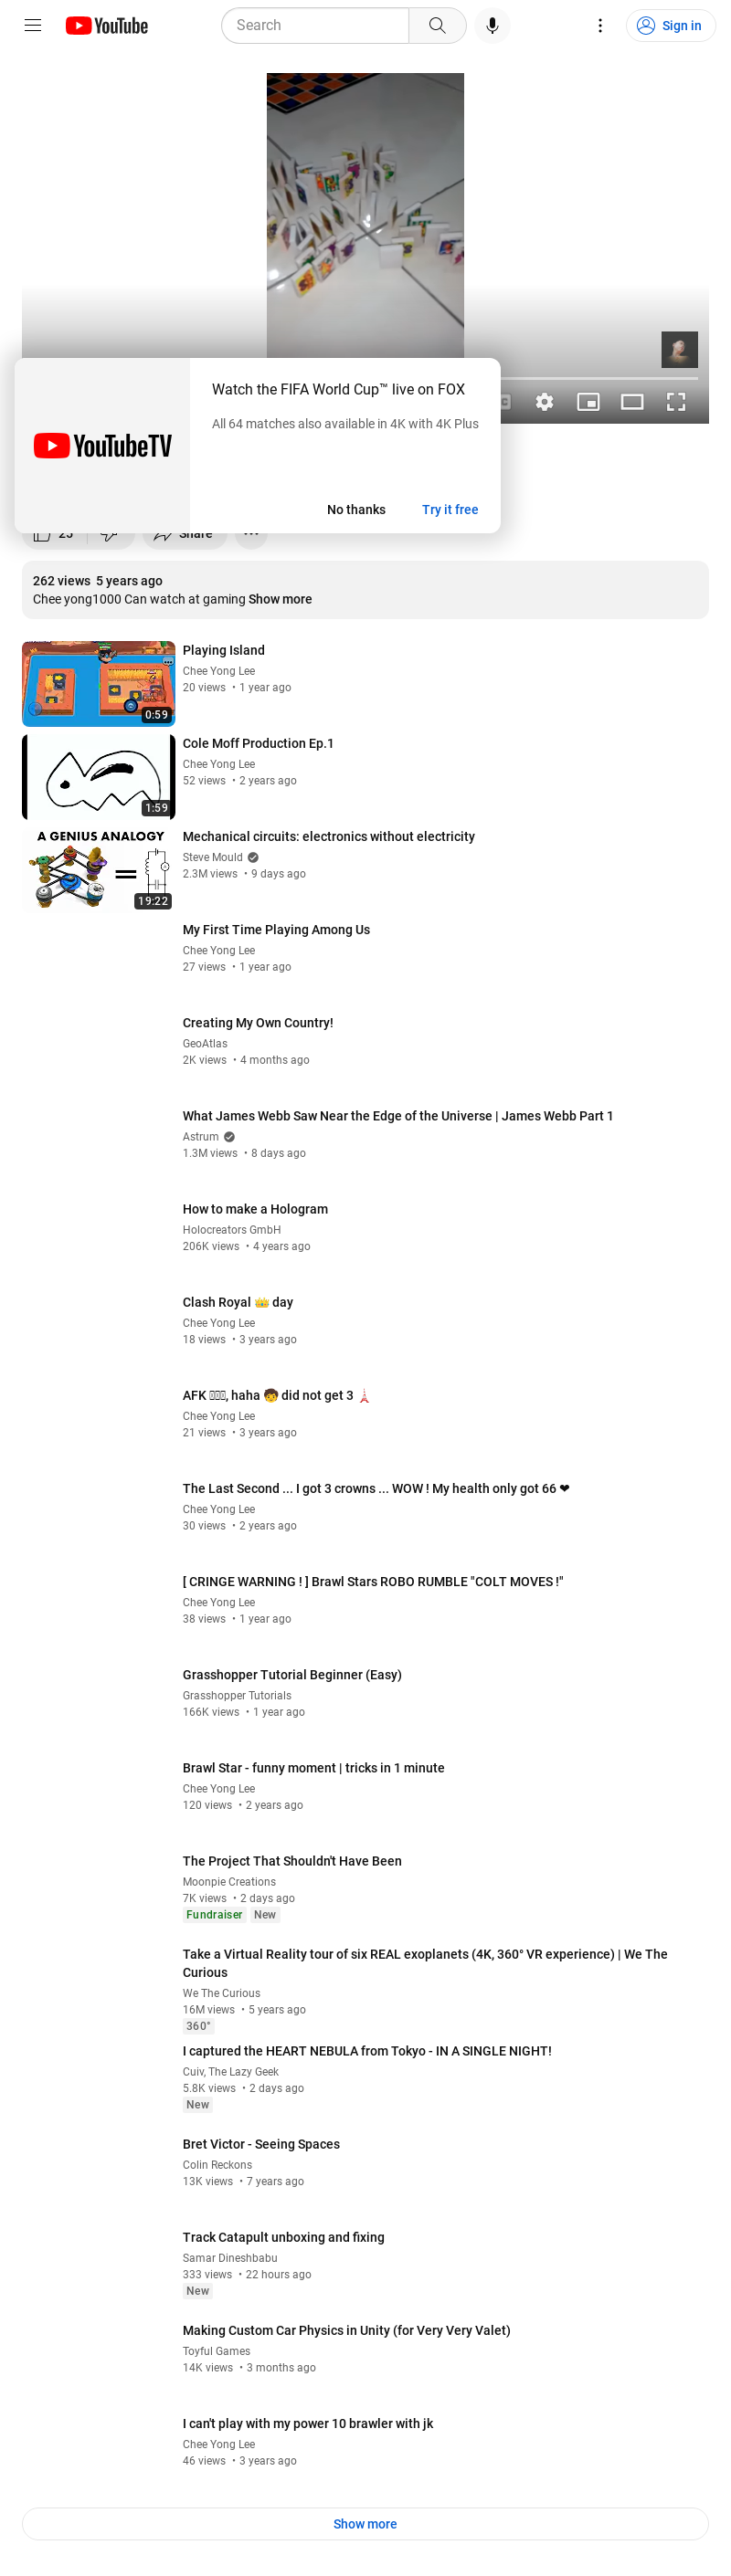 YouTube
Search
Sign in
Watch the FIFA World Cup™ live on FOX
All 64 matches also available in 4K with 4K Plus
YouTubeTV
No thanks
Try it free
25
Share
262 views 5 years ago
Chee yong1000 Can watch at gaming Show more
Playing Island
Chee Yong Lee
20 views • 1 year ago
0:59
Cole Moff Production Ep.1
Chee Yong Lee
52 views • 2 years ago
1:59
A GENIUS ANALOGY
Mechanical circuits: electronics without electricity
Steve Mould
2.3M views • 9 days ago
19:22
My First Time Playing Among Us
Chee Yong Lee
27 views • 1 year ago
Creating My Own Country!
GeoAtlas
2K views • 4 months ago
What James Webb Saw Near the Edge of the Universe | James Webb Part 1
Astrum
1.3M views • 8 days ago
How to make a Hologram
Holocreators GmbH
206K views • 4 years ago
Clash Royal 👑 day
Chee Yong Lee
18 views • 3 years ago
AFK , haha 🧒 did not get 3 🗼
Chee Yong Lee
21 views • 3 years ago
The Last Second ... I got 3 crowns ... WOW ! My health only got 66 ❤
Chee Yong Lee
30 views • 2 years ago
[ CRINGE WARNING ! ] Brawl Stars ROBO RUMBLE "COLT MOVES !"
Chee Yong Lee
38 views • 1 year ago
Grasshopper Tutorial Beginner (Easy)
Grasshopper Tutorials
166K views • 1 year ago
Brawl Star - funny moment | tricks in 1 minute
Chee Yong Lee
120 views • 2 years ago
The Project That Shouldn't Have Been
Moonpie Creations
7K views • 2 days ago
Fundraiser New
Take a Virtual Reality tour of six REAL exoplanets (4K, 360° VR experience) | We The
Curious
We The Curious
16M views • 5 years ago
360°
I captured the HEART NEBULA from Tokyo - IN A SINGLE NIGHT!
Cuiv, The Lazy Geek
5.8K views • 2 days ago
New
Bret Victor - Seeing Spaces
Colin Reckons
13K views • 7 years ago
Track Catapult unboxing and fixing
Samar Dineshbabu
333 views • 22 hours ago
New
Making Custom Car Physics in Unity (for Very Very Valet)
Toyful Games
14K views • 3 months ago
I can't play with my power 10 brawler with jk
Chee Yong Lee
46 views • 3 years ago
Show more